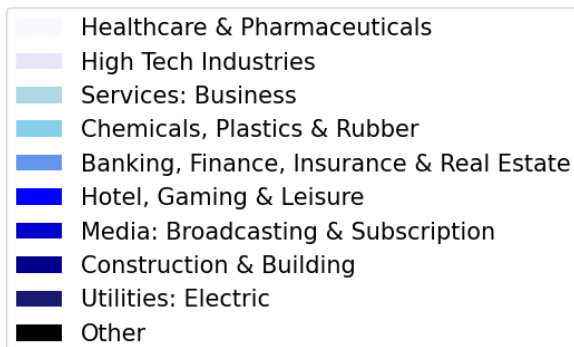 Healthcare & Pharmaceuticals
High Tech Industries
Services: Business
Chemicals, Plastics & Rubber
Banking, Finance, Insurance & Real Estate
Hotel, Gaming & Leisure
Media: Broadcasting & Subscription
Construction & Building
Utilities: Electric
Other